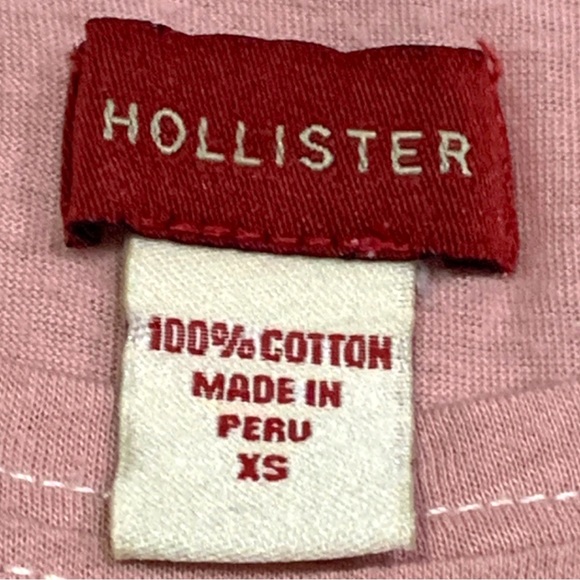 HOLLISTER
100% COTTON
MADE IN
PERU
XS